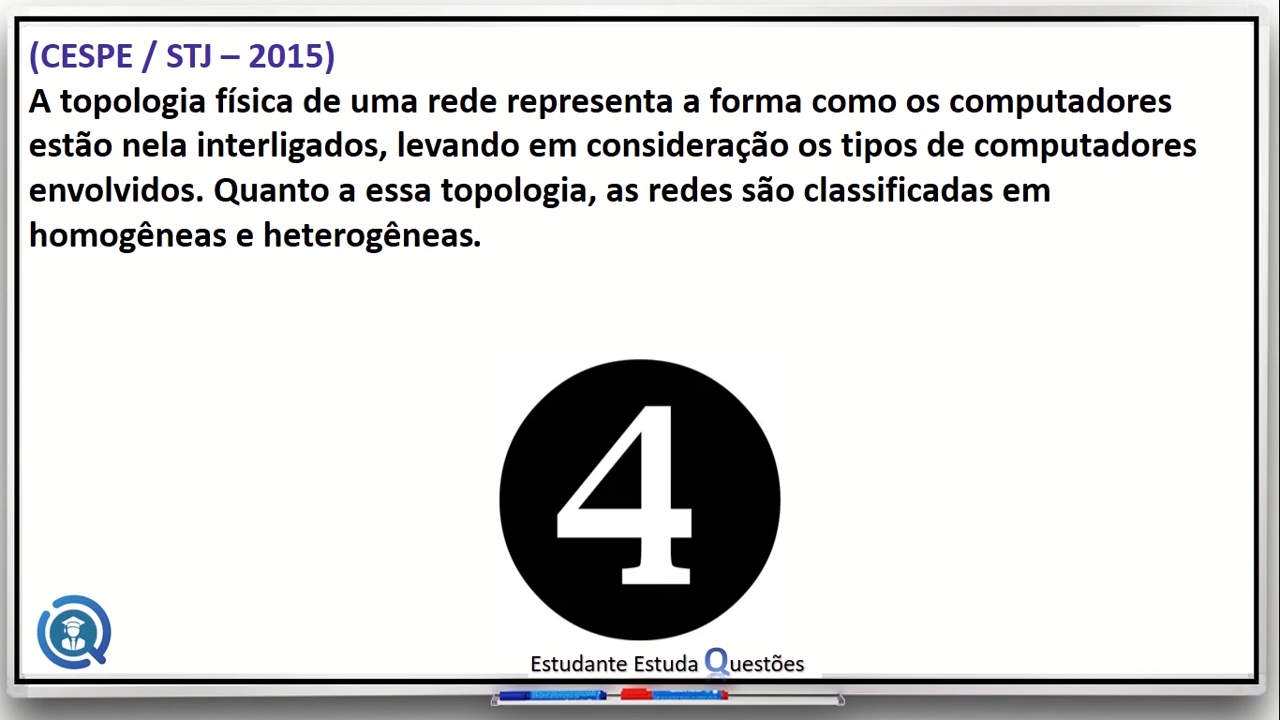 (CESPE / STJ – 2015)
A topologia física de uma rede representa a forma como os computadores
estão nela interligados, levando em consideração os tipos de computadores
envolvidos. Quanto a essa topologia, as redes são classificadas em
homogêneas e heterogêneas.
4
Estudante Estuda Questões